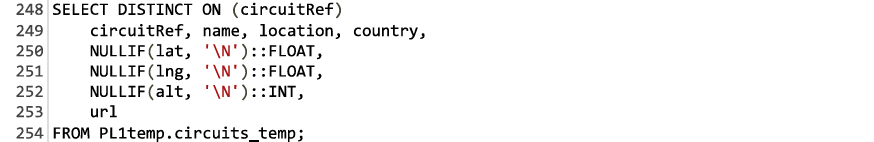 248 SELECT DISTINCT ON (circuitRef)
249     circuitRef, name, location, country,
250     NULLIF(lat, '\N')::FLOAT,
251     NULLIF(lng, '\N')::FLOAT,
252     NULLIF(alt, '\N')::INT,
253     url
254 FROM PL1temp.circuits_temp;